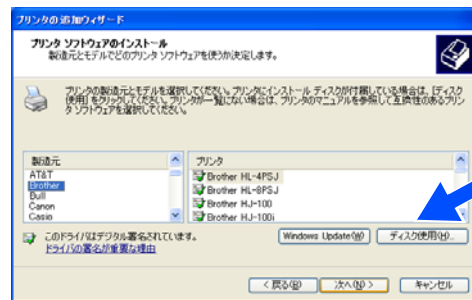 プリンタの追加ウィザード
プリンタ ソフトウェアのインストール
製造元とモデルでどのプリンタ ソフトウェアを使うか決定します。
プリンタの製造元とモデルを選択してください。プリンタにインストール ディスクが付属している場合は、[ディスク
使用] をクリックしてください。プリンタが一覧にない場合は、プリンタのマニュアルを参照して互換性のあるプリン
タ ソフトウェアを選択してください。
製造元
AT&T
Brother
Bull
Canon
Casio
プリンタ
Brother HL-4PSJ
Brother HL-8PSJ
Brother HJ-100
Brother HJ-100i
このドライバはデジタル署名されています。
ドライバの署名が重要な理由
Windows Update(W)
ディスク使用(H)...
< 戻る(B)
次へ(N) >
キャンセル